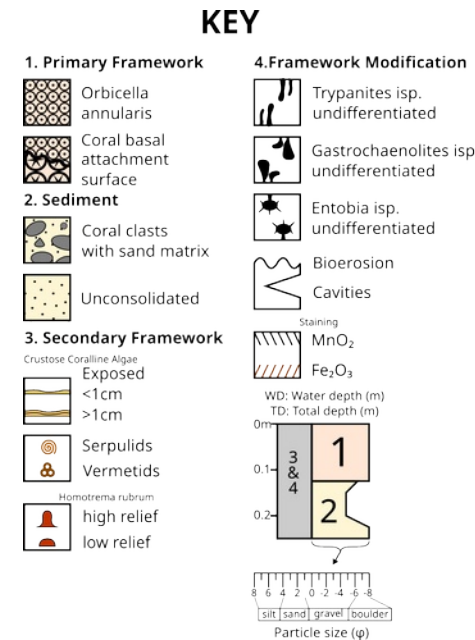 KEY
1. Primary Framework
Orbicella
annularis
Coral basal
attachment
surface
2. Sediment
Coral clasts
with sand matrix
Unconsolidated
3. Secondary Framework
Crustose Coralline Algae
Exposed
<1cm
>1cm
Serpulids
Vermetids
Homotrema rubrum
high relief
low relief
4.Framework Modification
Trypanites isp.
undifferentiated
Gastrochaenolites isp
undifferentiated
Entobia isp.
undifferentiated
Bioerosion
Cavities
Staining
MnO₂
Fe₂O₃
WD: Water depth (m)
TD: Total depth (m)
0m
0.1
0.2
3
&
4
1
2
8 6 4 2 0 -2 -4 -6 -8
silt sand gravel boulder
Particle size (φ)